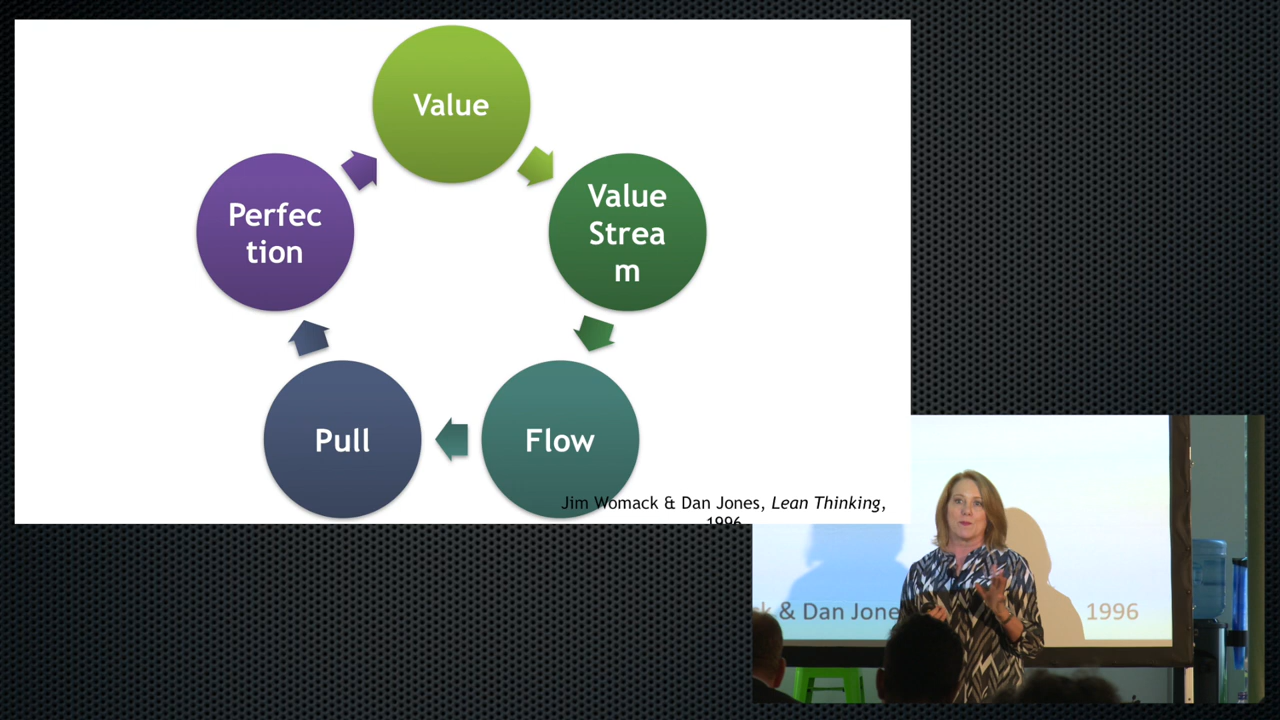 Value
Value
Strea
m
Flow
Pull
Perfec
tion
Jim Womack & Dan Jones, Lean Thinking,
1996
& Dan Jone
1996